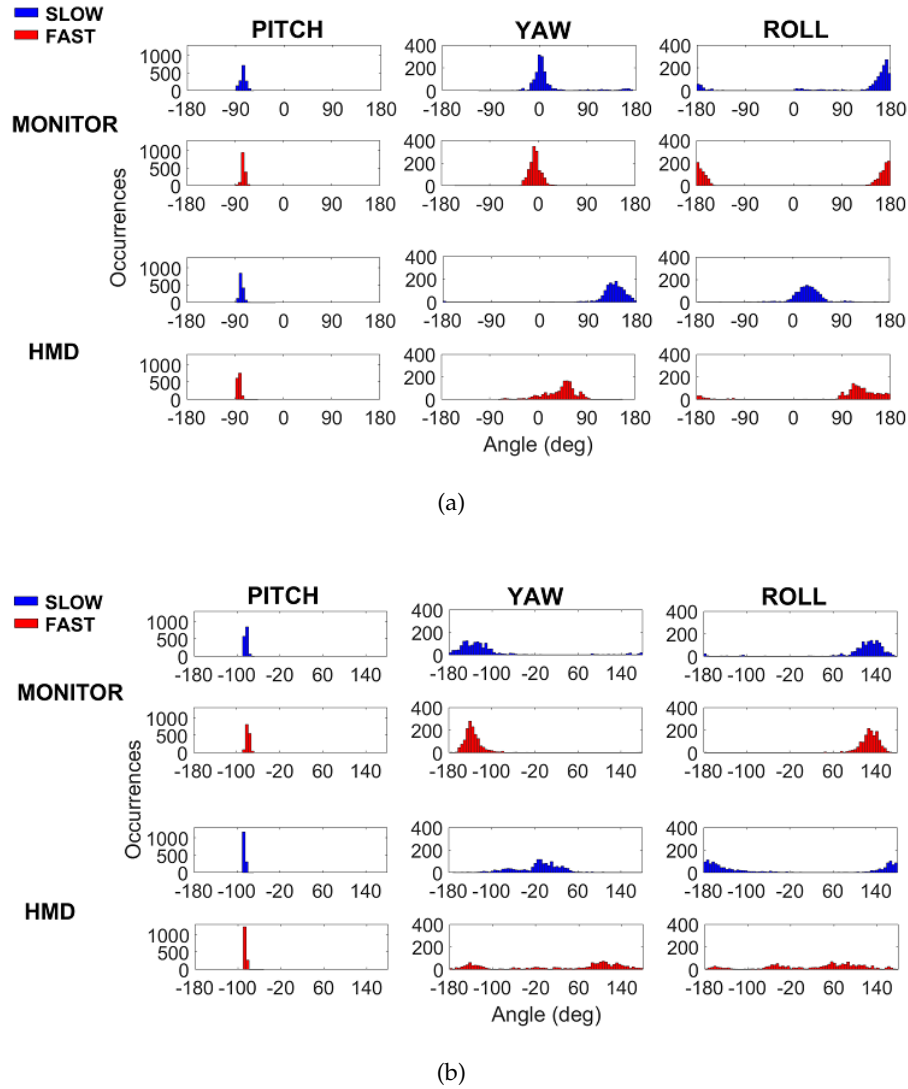 SLOW
FAST
PITCH YAW ROLL
1000 400 400
500 200 200
0 0 0
-180 -90 0 90 180 -180 -90 0 90 180 -180 -90 0 90 180
MONITOR
1000 400 400
500 200 200
0 0 0
-180 -90 0 90 180 -180 -90 0 90 180 -180 -90 0 90 180
Occurrences
1000 400 400
500 200 200
0 0 0
-180 -90 0 90 180 -180 -90 0 90 180 -180 -90 0 90 180
HMD
1000 400 400
500 200 200
0 0 0
-180 -90 0 90 180 -180 -90 0 90 180 -180 -90 0 90 180
Angle (deg)
(a)
SLOW
FAST
PITCH YAW ROLL
1000 400 400
500 200 200
0 0 0
-180 -100 -20 60 140 -180 -100 -20 60 140 -180 -100 -20 60 140
MONITOR
1000 400 400
500 200 200
0 0 0
-180 -100 -20 60 140 -180 -100 -20 60 140 -180 -100 -20 60 140
Occurrences
1000 400 400
500 200 200
0 0 0
-180 -100 -20 60 140 -180 -100 -20 60 140 -180 -100 -20 60 140
HMD
1000 400 400
500 200 200
0 0 0
-180 -100 -20 60 140 -180 -100 -20 60 140 -180 -100 -20 60 140
Angle (deg)
(b)